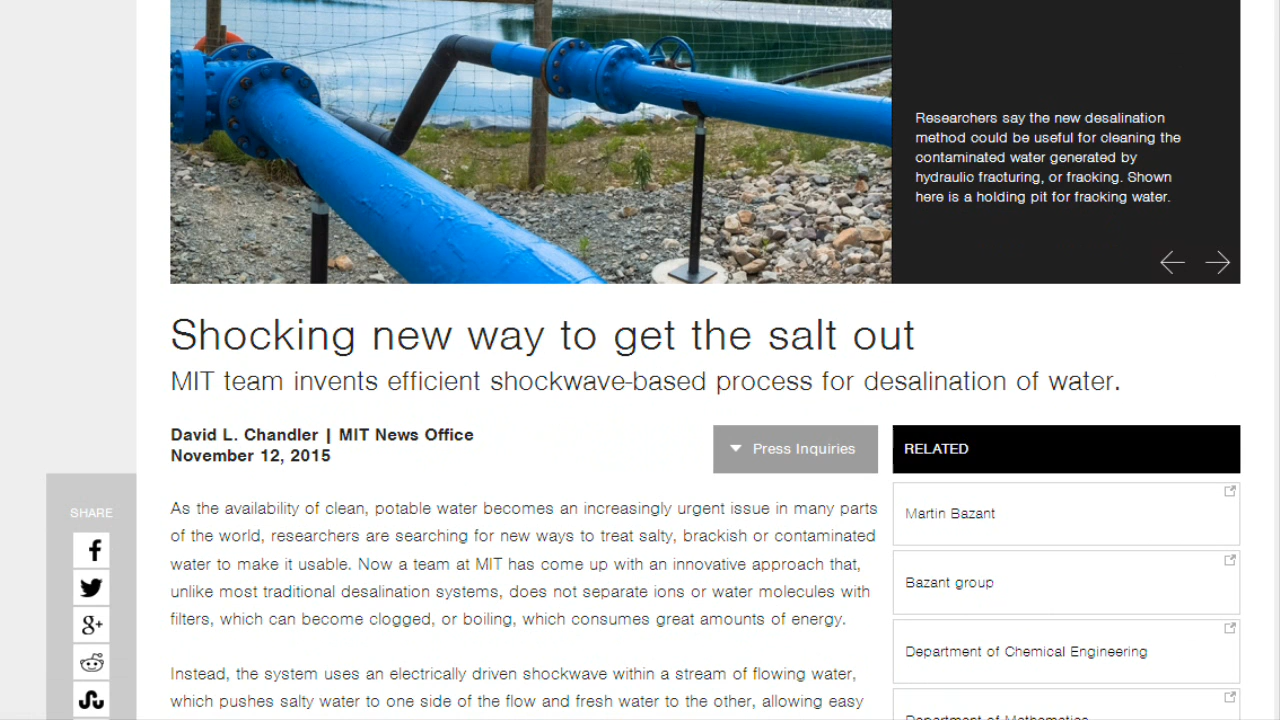 Researchers say the new desalination
method could be useful for cleaning the
contaminated water generated by
hydraulic fracturing, or fracking. Shown
here is a holding pit for fracking water.
Shocking new way to get the salt out
MIT team invents efficient shockwave-based process for desalination of water.
David L. Chandler | MIT News Office
November 12, 2015
Press Inquiries
As the availability of clean, potable water becomes an increasingly urgent issue in many parts
of the world, researchers are searching for new ways to treat salty, brackish or contaminated
water to make it usable. Now a team at MIT has come up with an innovative approach that,
unlike most traditional desalination systems, does not separate ions or water molecules with
filters, which can become clogged, or boiling, which consumes great amounts of energy.
Instead, the system uses an electrically driven shockwave within a stream of flowing water,
which pushes salty water to one side of the flow and fresh water to the other, allowing easy
RELATED
Martin Bazant
Bazant group
Department of Chemical Engineering
Department of Mathematics
SHARE
f
g+